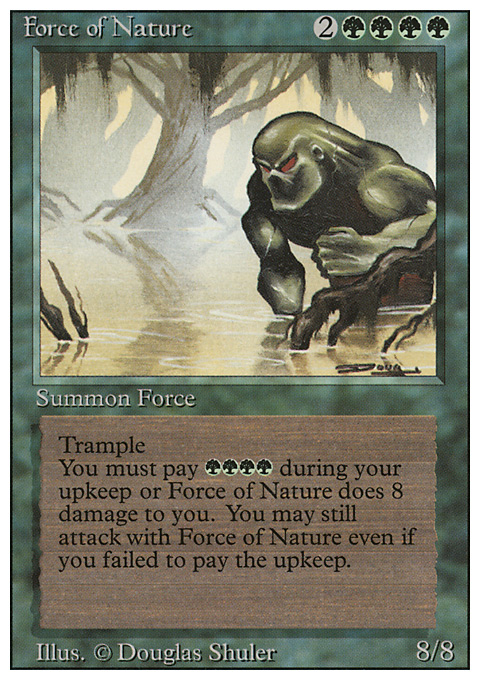 Force of Nature 2
Doug
Summon Force
Trample
You must pay during your
upkeep or Force of Nature does 8
damage to you. You may still
attack with Force of Nature even if
you failed to pay the upkeep.
Illus. © Douglas Shuler 8/8